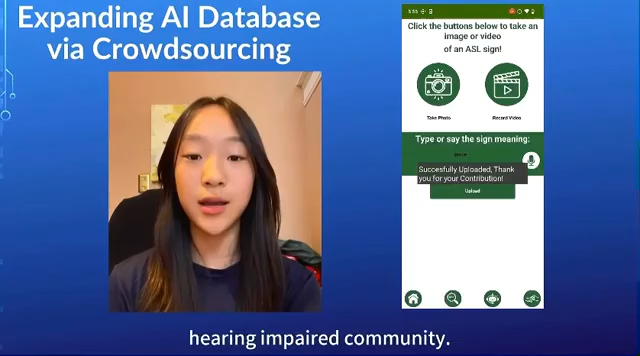 Expanding AI Database
via Crowdsourcing
Click the buttons below to take an
image or video
of an ASL sign!
Take Photo
Record Video
Type or say the sign meaning:
Succesfully Uploaded, Thank
you for your Contribution!
Upload
hearing impaired community.